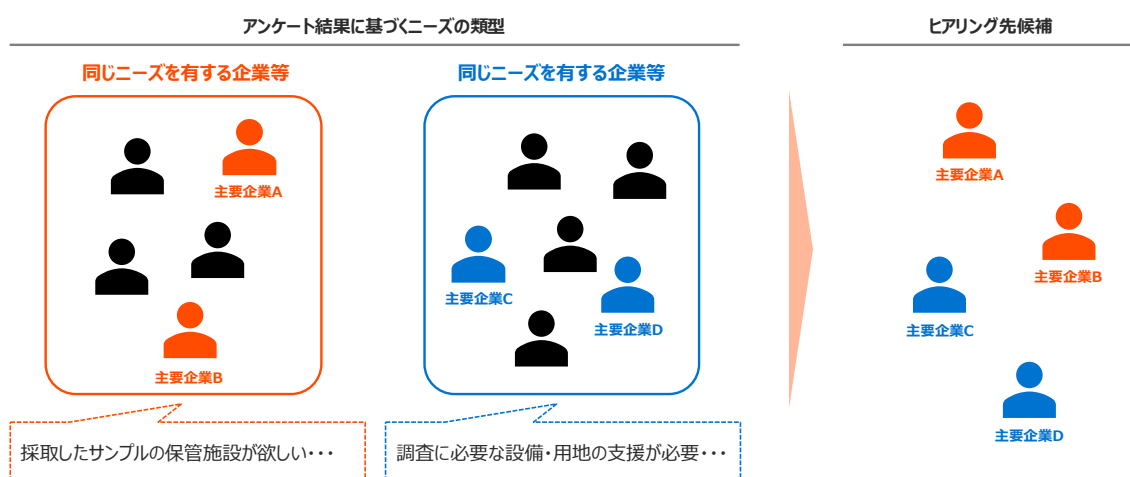 アンケート結果に基づくニーズの類型
ヒアリング先候補
同じニーズを有する企業等
同じニーズを有する企業等
主要企業A
主要企業B
主要企業C
主要企業D
採取したサンプルの保管施設が欲しい・・・
調査に必要な設備・用地の支援が必要・・・
主要企業A
主要企業B
主要企業C
主要企業D